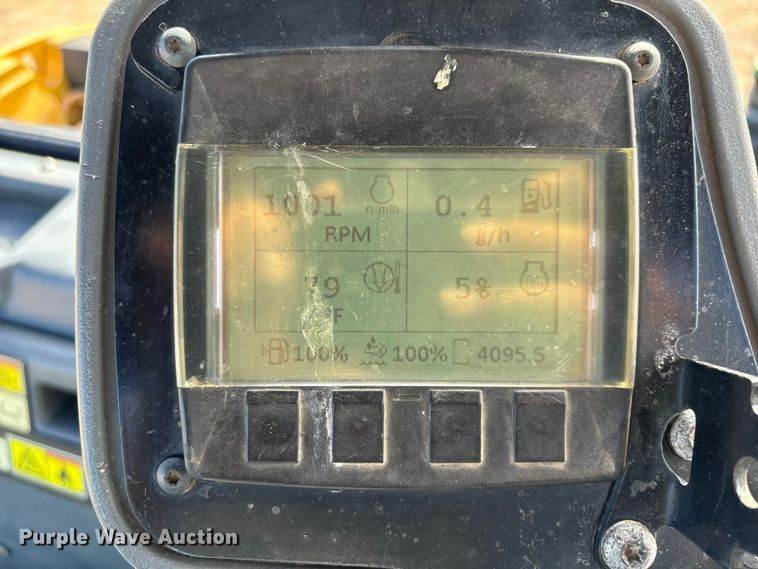 1001 n/min 0.4
RPM g/h
79 5%
°F
100% 100% 4095.5
Purple Wave Auction